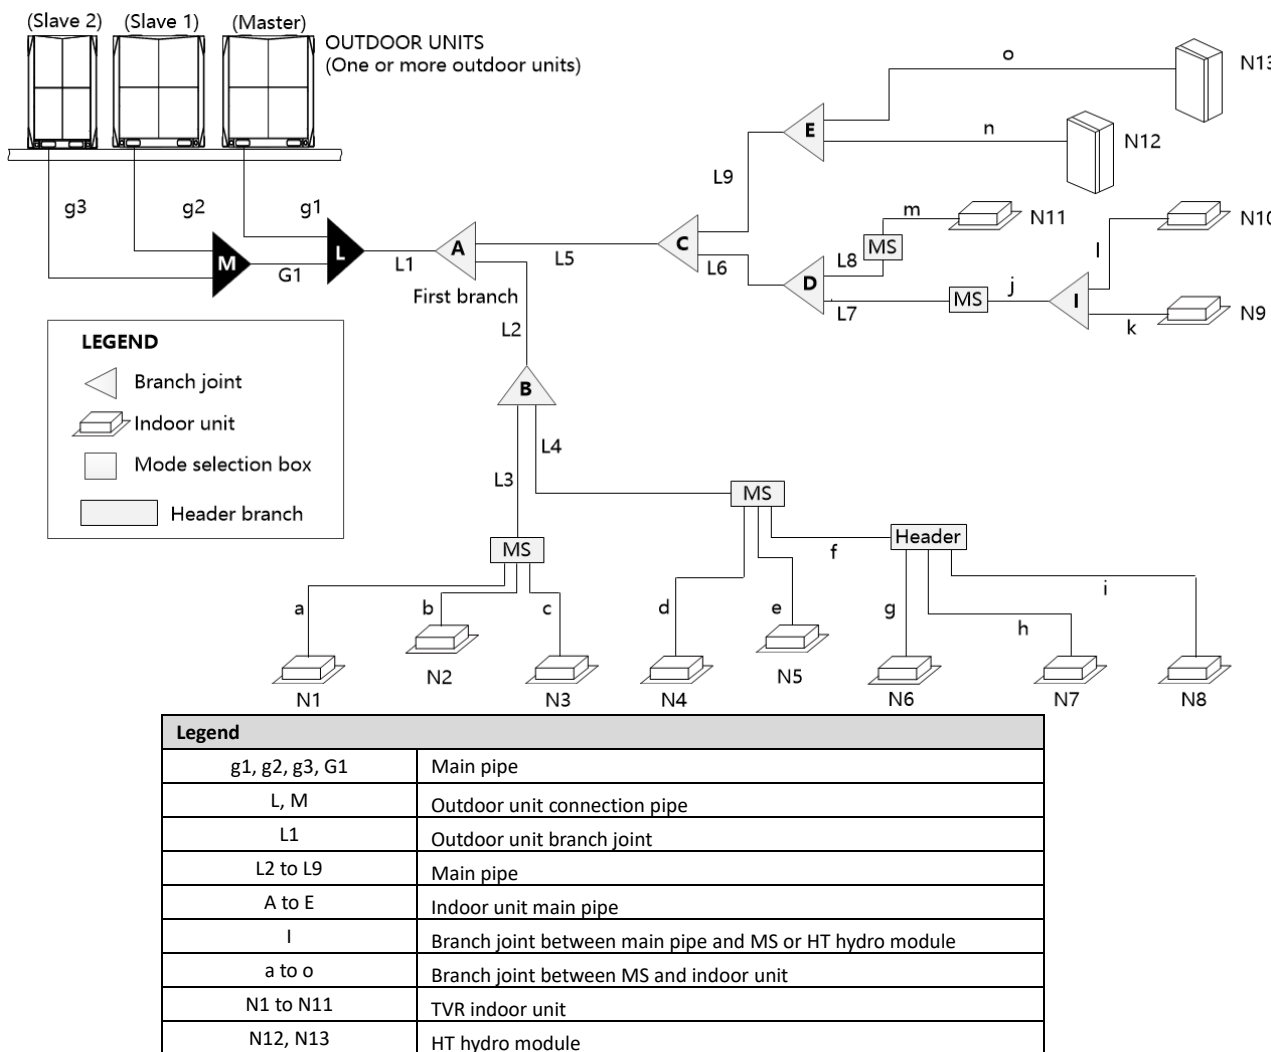 (Slave 2) (Slave 1) (Master)
OUTDOOR UNITS
(One or more outdoor units)
o
N13
E
n
N12
L9
g3 g2 g1
m
N11
N10
M L
G1
L1
A
First branch
L5
C
L6
MS
L8
D
L7
MS
j
I
l
k
N9
L2
LEGEND
Branch joint
Indoor unit
Mode selection box
Header branch
B
L4
L3
MS
MS
f
Header
a b c d e g h i
N1 N2 N3 N4 N5 N6 N7 N8
Legend
g1, g2, g3, G1 Main pipe
L, M Outdoor unit connection pipe
L1 Outdoor unit branch joint
L2 to L9 Main pipe
A to E Indoor unit main pipe
I Branch joint between main pipe and MS or HT hydro module
a to o Branch joint between MS and indoor unit
N1 to N11 TVR indoor unit
N12, N13 HT hydro module